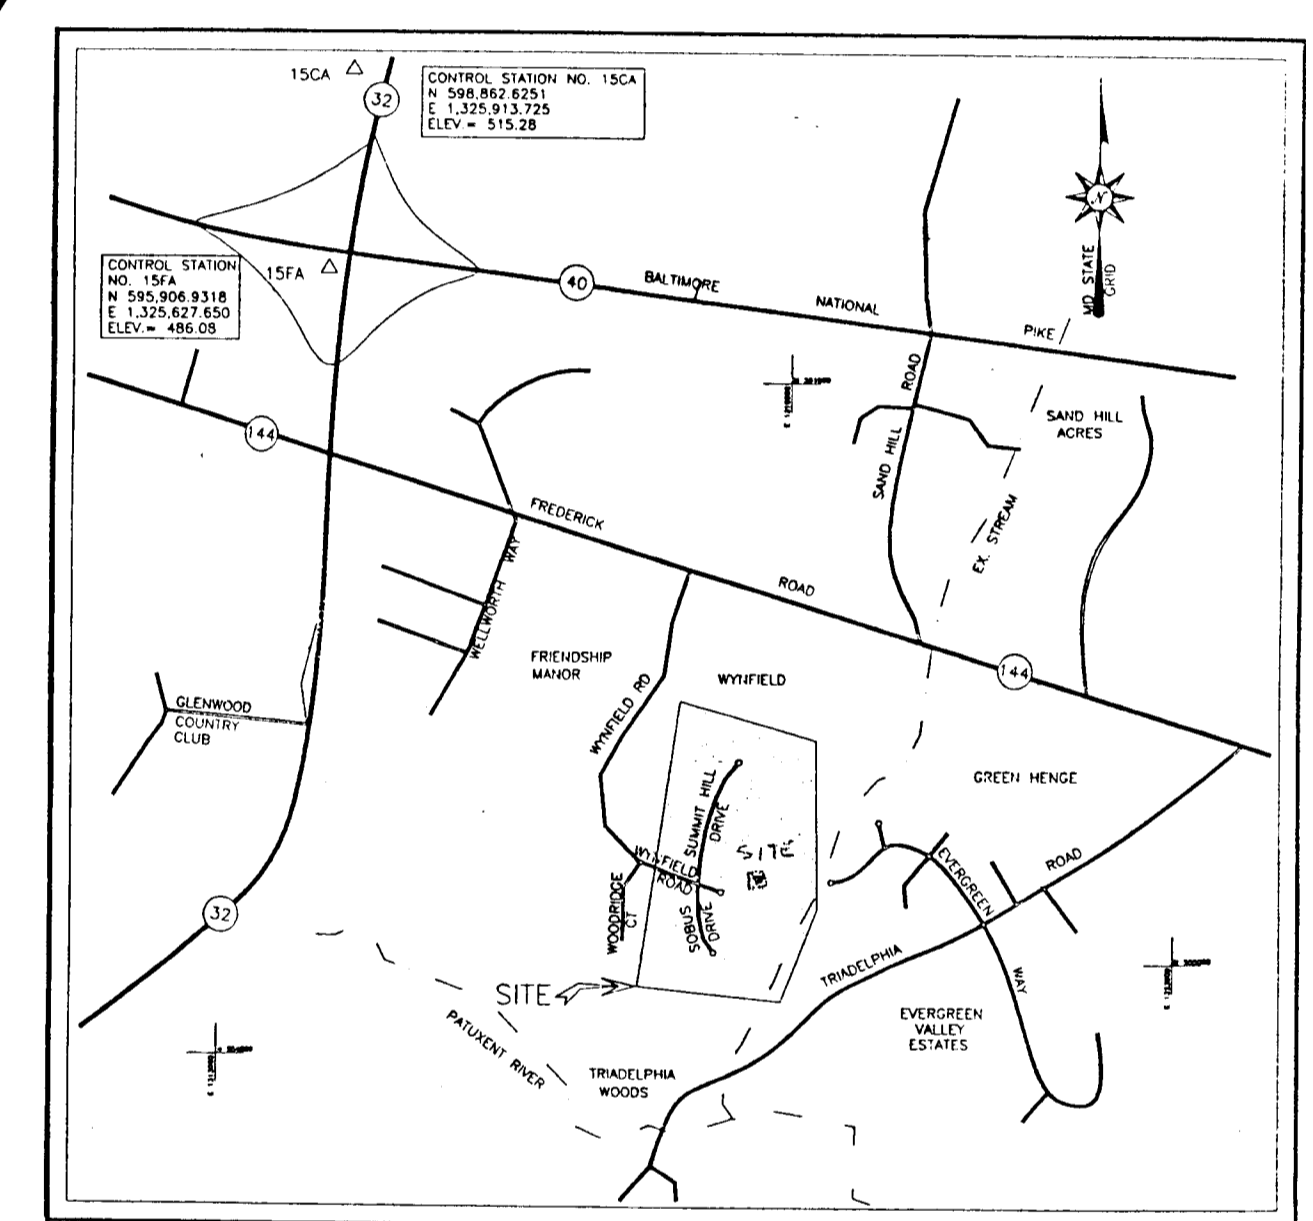 15CA
32
CONTROL STATION NO. 15CA
N 598,862.6251
E 1,325,913.725
ELEV.= 515.28
N
MD STATE
GRID
CONTROL STATION
NO. 15FA
N 595,906.9318
E 1,325,627.650
ELEV.= 486.08
15FA
40
BALTIMORE
NATIONAL
PIKE
144
SAND HILL
ROAD
SAND HILL
ACRES
EX. STREAM
FREDERICK
ROAD
WELLWORTH WAY
FRIENDSHIP
MANOR
WYNFIELD RD
WYNFIELD
144
GLENWOOD
COUNTRY
CLUB
GREEN HENGE
SUMMIT HILL
DRIVE
SITE
WYNFIELD
ROAD
WOODRIDGE
CT
SOBUS
DRIVE
EVERGREEN
WAY
TRIADELPHIA
ROAD
32
SITE
PATUXENT RIVER
EVERGREEN
VALLEY
ESTATES
TRIADELPHIA
WOODS